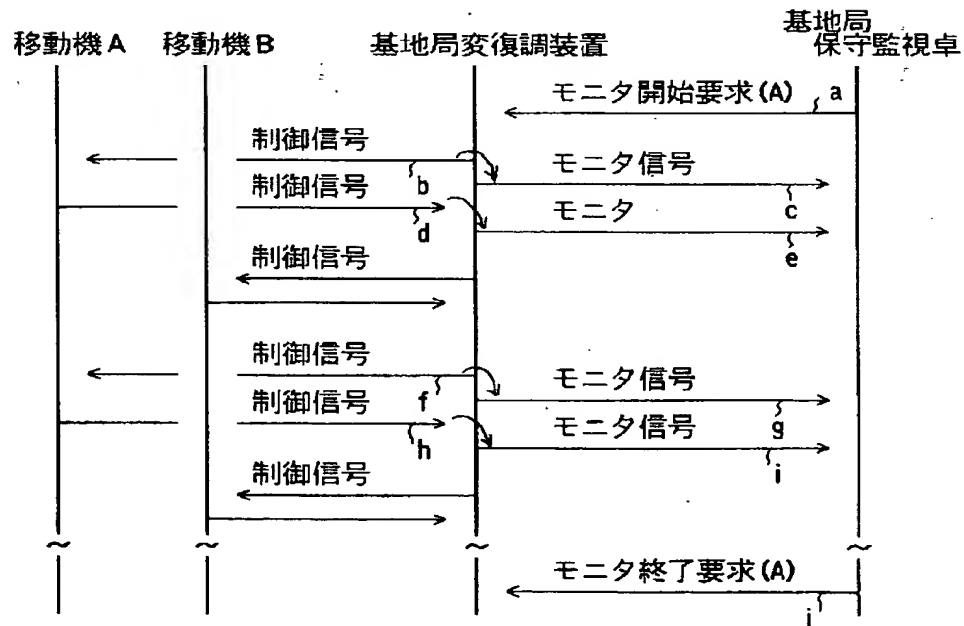 基地局
移動機A 移動機B 基地局変復調装置 保守監視卓
モニタ開始要求(A) a
制御信号
b
モニタ信号
c
制御信号
d
モニタ
e
制御信号
制御信号
f
モニタ信号
g
制御信号
h
モニタ信号
i
制御信号
~ ~ ~ ~
モニタ終了要求(A)
j